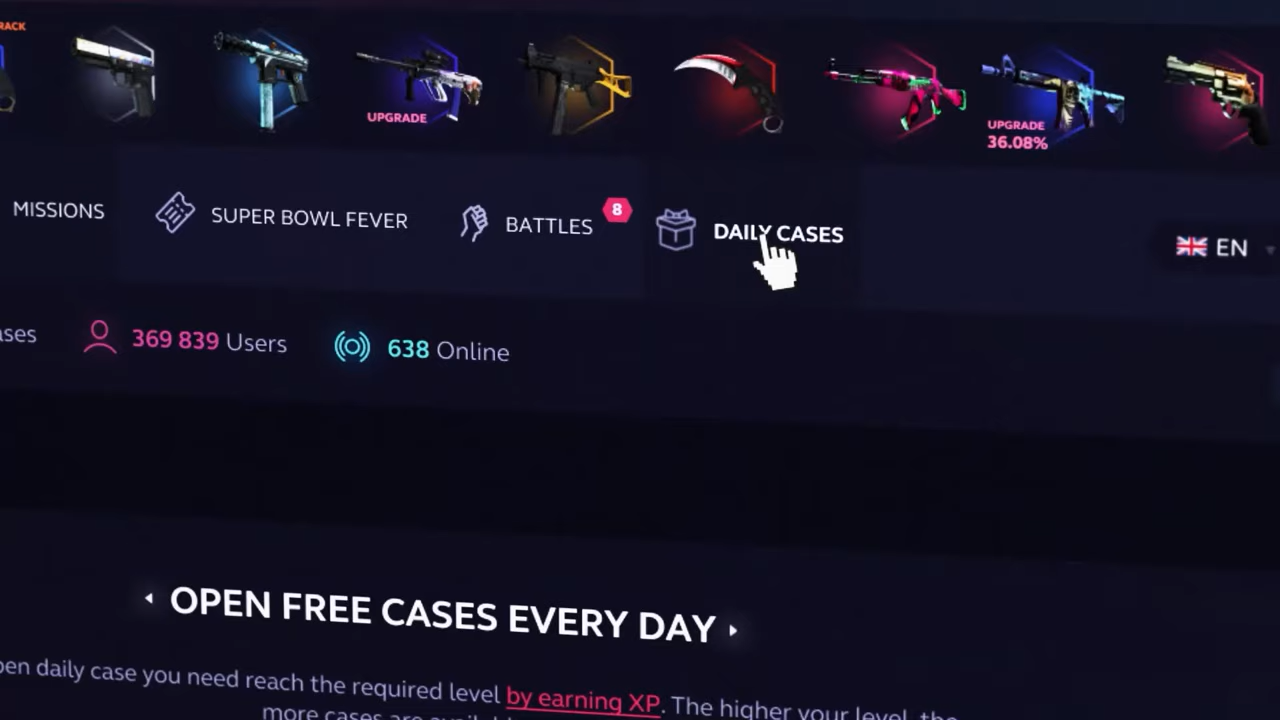 RACK
UPGRADE
UPGRADE
36.08%
MISSIONS
SUPER BOWL FEVER
BATTLES
8
DAILY CASES
EN
369 839 Users
638 Online
OPEN FREE CASES EVERY DAY
daily case you need reach the required level by earning XP. The higher your level, the
more cases are